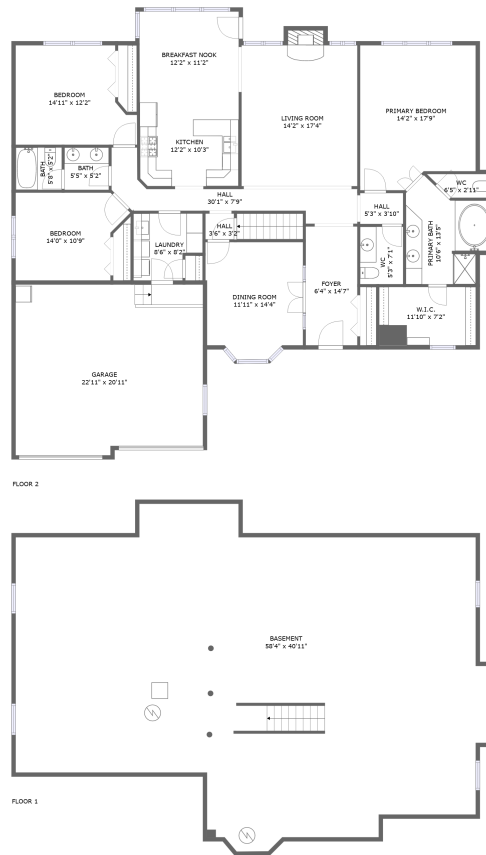 BREAKFAST NOOK
12'2" x 11'2"
BEDROOM
14'11" x 12'2"
LIVING ROOM
14'2" x 17'4"
PRIMARY BEDROOM
14'2" x 17'9"
KITCHEN
12'2" x 10'3"
BATH
5'8" x 5'2"
BATH
5'5" x 5'2"
WC
6'5" x 2'11"
HALL
30'1" x 7'9"
HALL
5'3" x 3'10"
BEDROOM
14'0" x 10'9"
LAUNDRY
8'6" x 8'2"
HALL
3'6" x 3'2"
PRIMARY BATH
10'6" x 13'5"
WC
5'3" x 7'1"
FOYER
6'4" x 14'7"
DINING ROOM
11'11" x 14'4"
W.I.C.
11'10" x 7'2"
GARAGE
22'11" x 20'11"
FLOOR 2
BASEMENT
58'4" x 40'11"
FLOOR 1